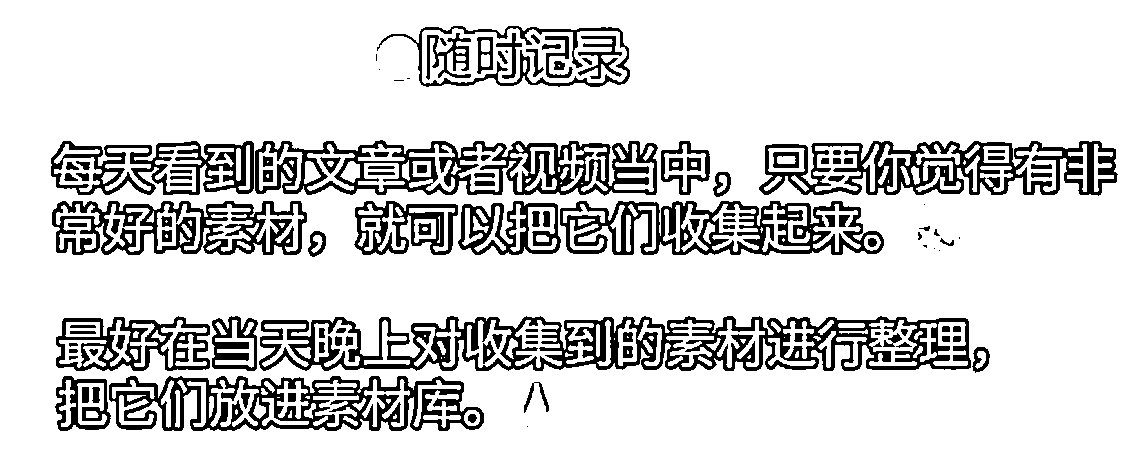 随时记录
每天看到的文章或者视频当中，只要你觉得有非
常好的素材，就可以把它们收集起来。
最好在当天晚上对收集到的素材进行整理，
把它们放进素材库。